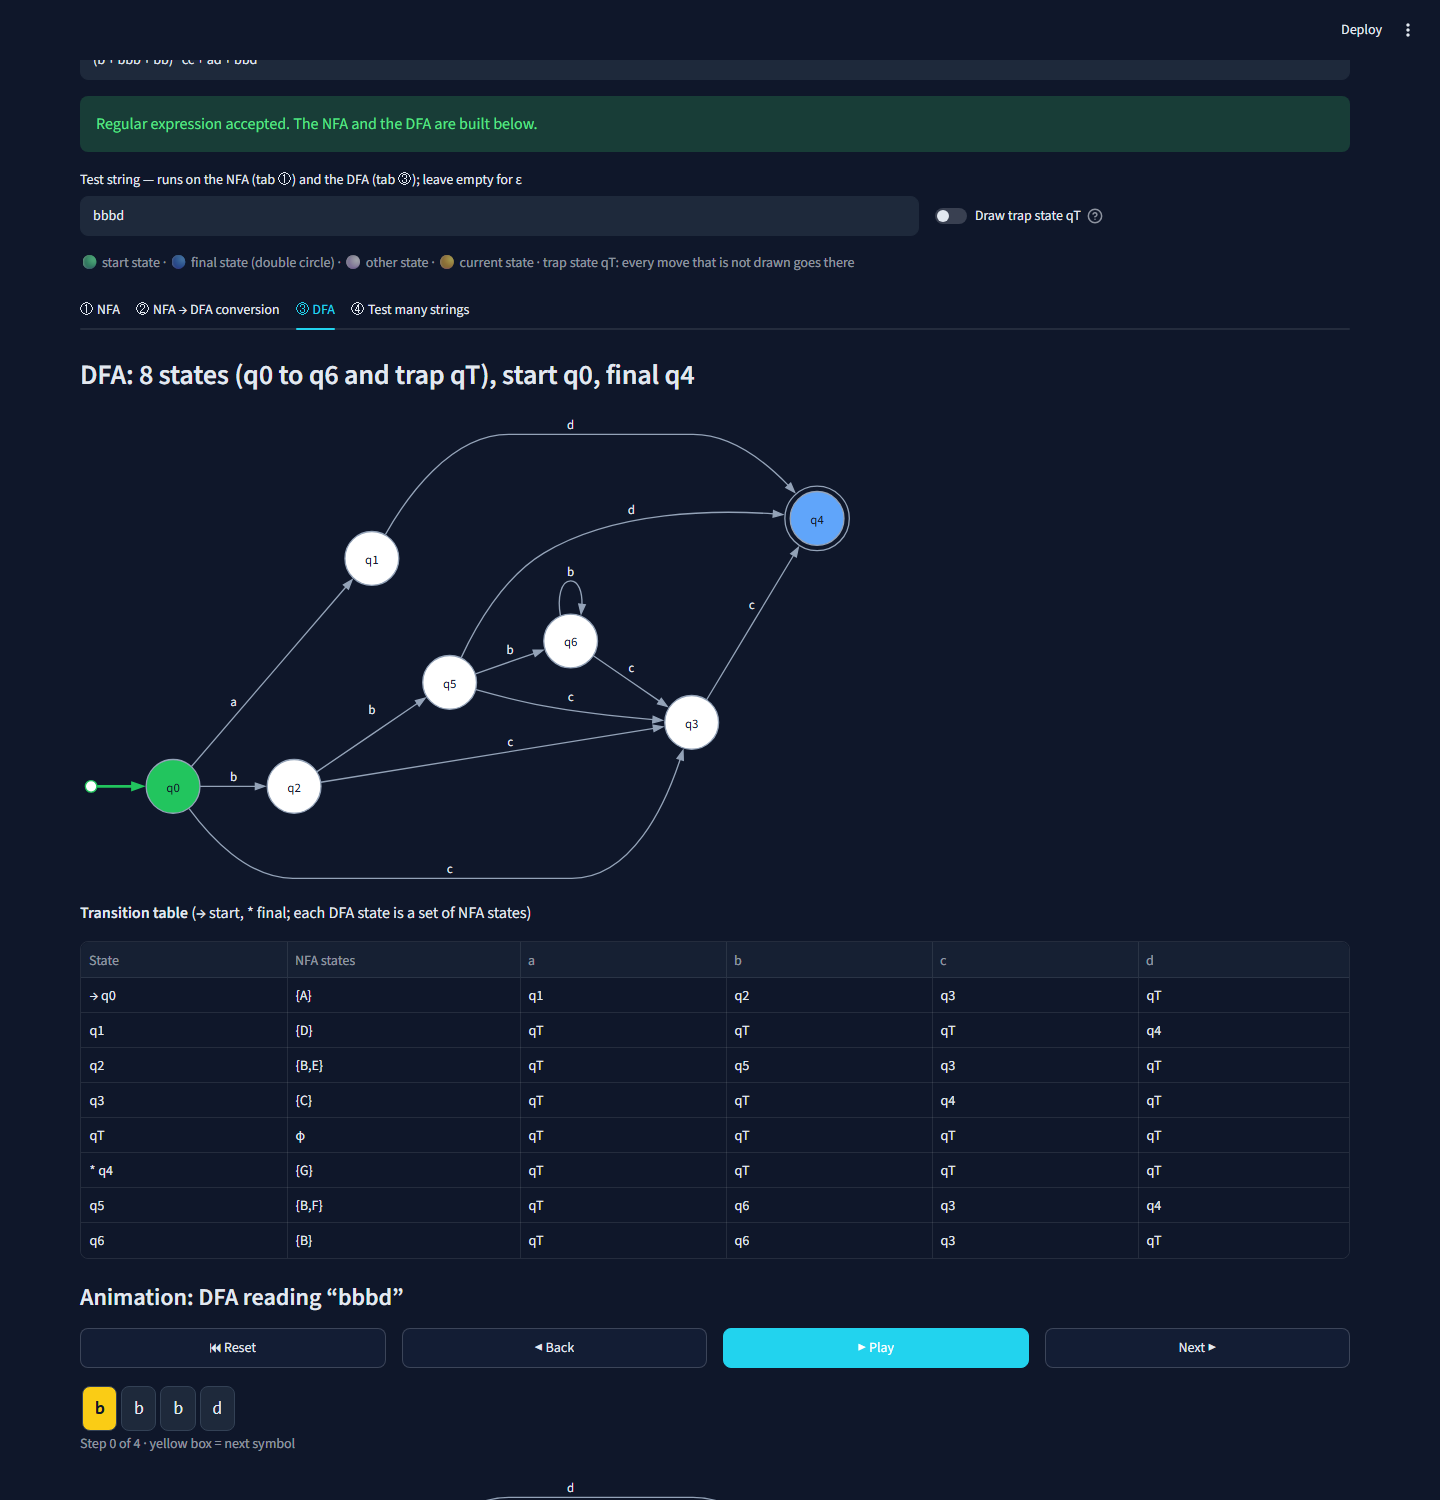 Deploy
Regular expression accepted. The NFA and the DFA are built below.
Test string — runs on the NFA (tab ①) and the DFA (tab ③); leave empty for ε
bbbd
Draw trap state qT
start state · final state (double circle) · other state · current state · trap state qT: every move that is not drawn goes there
① NFA ② NFA → DFA conversion ③ DFA ④ Test many strings
DFA: 8 states (q0 to q6 and trap qT), start q0, final q4
d
d
q4
q1
b
c
q6
b
c
q5
c
a
b
q3
c
b
q0
q2
c
Transition table (→ start, * final; each DFA state is a set of NFA states)
State NFA states a b c d
→ q0 {A} q1 q2 q3 qT
q1 {D} qT qT qT q4
q2 {B,E} qT q5 q3 qT
q3 {C} qT qT q4 qT
qT ф qT qT qT qT
* q4 {G} qT qT qT qT
q5 {B,F} qT q6 q3 q4
q6 {B} qT q6 q3 qT
Animation: DFA reading “bbbd”
⏮ Reset ◄ Back ► Play Next ►
b b b d
Step 0 of 4 · yellow box = next symbol
d